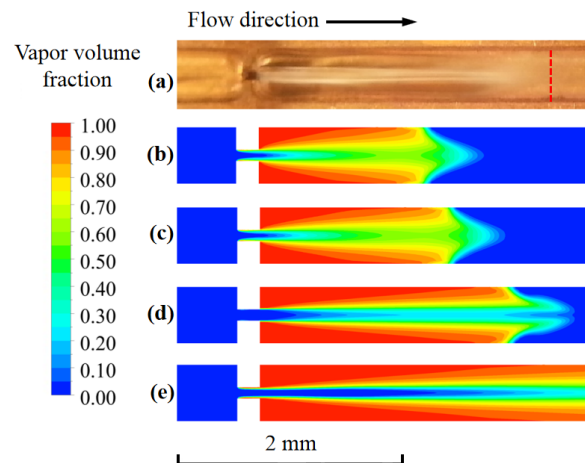 Flow direction
Vapor volume
fraction
(a)
1.00
0.90
0.80
0.70
0.60
0.50
0.40
0.30
0.20
0.10
0.00
(b)
(c)
(d)
(e)
2 mm